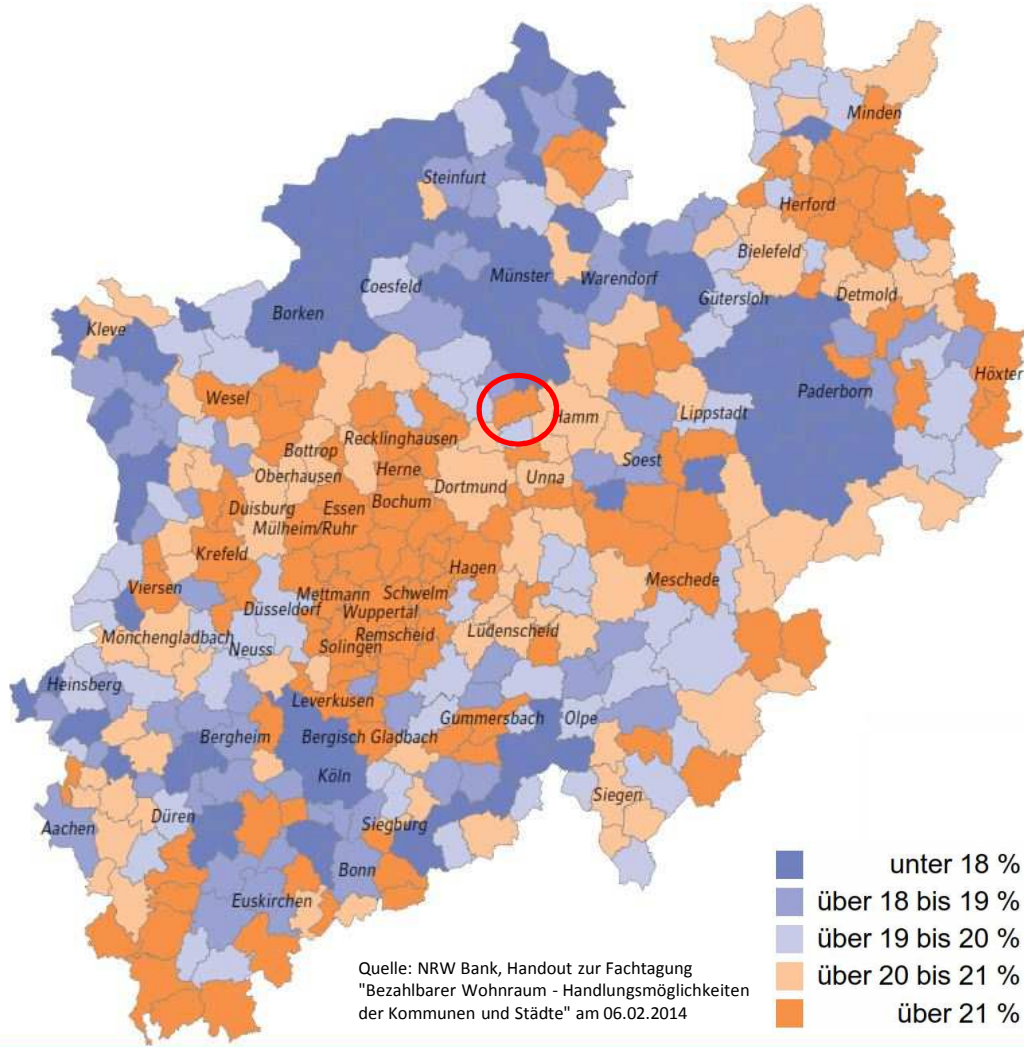 Minden
Steinfurt
Herford
Bielefeld
Münster
Warendorf
Coesfeld
Gütersloh
Detmold
Borken
Kleve
Höxter
Paderborn
Wesel
Lippstadt
Hamm
Recklinghausen
Bottrop
Soest
Herne
Oberhausen
Unna
Dortmund
Bochum
Duisburg
Essen
Mülheim/Ruhr
Krefeld
Hagen
Meschede
Viersen
Mettmann
Schwelm
Düsseldorf
Wuppertal
Lüdenscheid
Mönchengladbach
Remscheid
Neuss
Solingen
Heinsberg
Leverkusen
Gummersbach
Olpe
Bergheim
Bergisch Gladbach
Köln
Siegen
Düren
Siegburg
Aachen
Bonn
Euskirchen
unter 18 %
über 18 bis 19 %
über 19 bis 20 %
über 20 bis 21 %
über 21 %
Quelle: NRW Bank, Handout zur Fachtagung
"Bezahlbarer Wohnraum - Handlungsmöglichkeiten
der Kommunen und Städte" am 06.02.2014